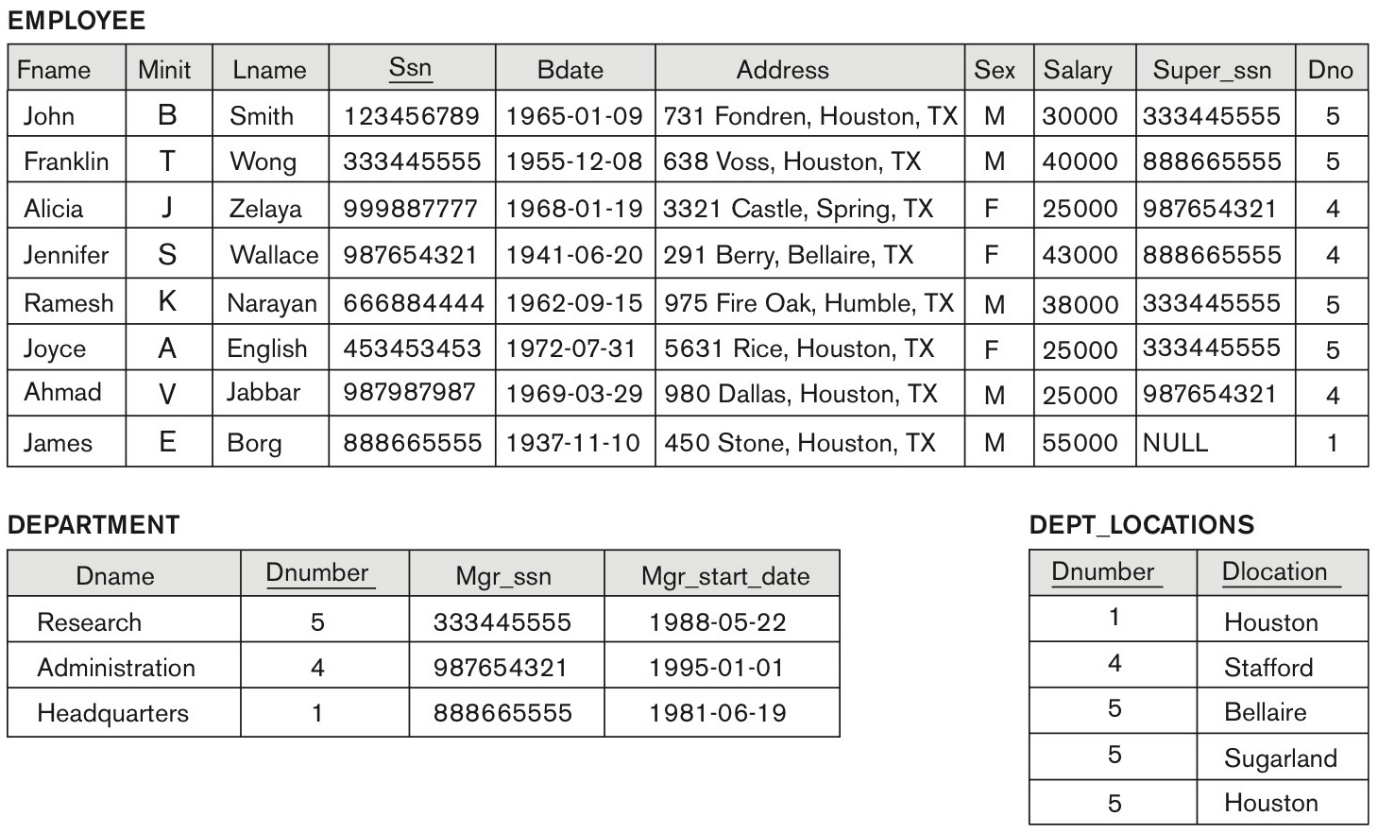 EMPLOYEE
Fname Minit Lname Ssn Bdate Address Sex Salary Super_ssn Dno
John B Smith 123456789 1965-01-09 731 Fondren, Houston, TX M 30000 333445555 5
Franklin T Wong 333445555 1955-12-08 638 Voss, Houston, TX M 40000 888665555 5
Alicia J Zelaya 999887777 1968-01-19 3321 Castle, Spring, TX F 25000 987654321 4
Jennifer S Wallace 987654321 1941-06-20 291 Berry, Bellaire, TX F 43000 888665555 4
Ramesh K Narayan 666884444 1962-09-15 975 Fire Oak, Humble, TX M 38000 333445555 5
Joyce A English 453453453 1972-07-31 5631 Rice, Houston, TX F 25000 333445555 5
Ahmad V Jabbar 987987987 1969-03-29 980 Dallas, Houston, TX M 25000 987654321 4
James E Borg 888665555 1937-11-10 450 Stone, Houston, TX M 55000 NULL 1
DEPARTMENT
Dname Dnumber Mgr_ssn Mgr_start_date
Research 5 333445555 1988-05-22
Administration 4 987654321 1995-01-01
Headquarters 1 888665555 1981-06-19
DEPT_LOCATIONS
Dnumber Dlocation
1 Houston
4 Stafford
5 Bellaire
5 Sugarland
5 Houston